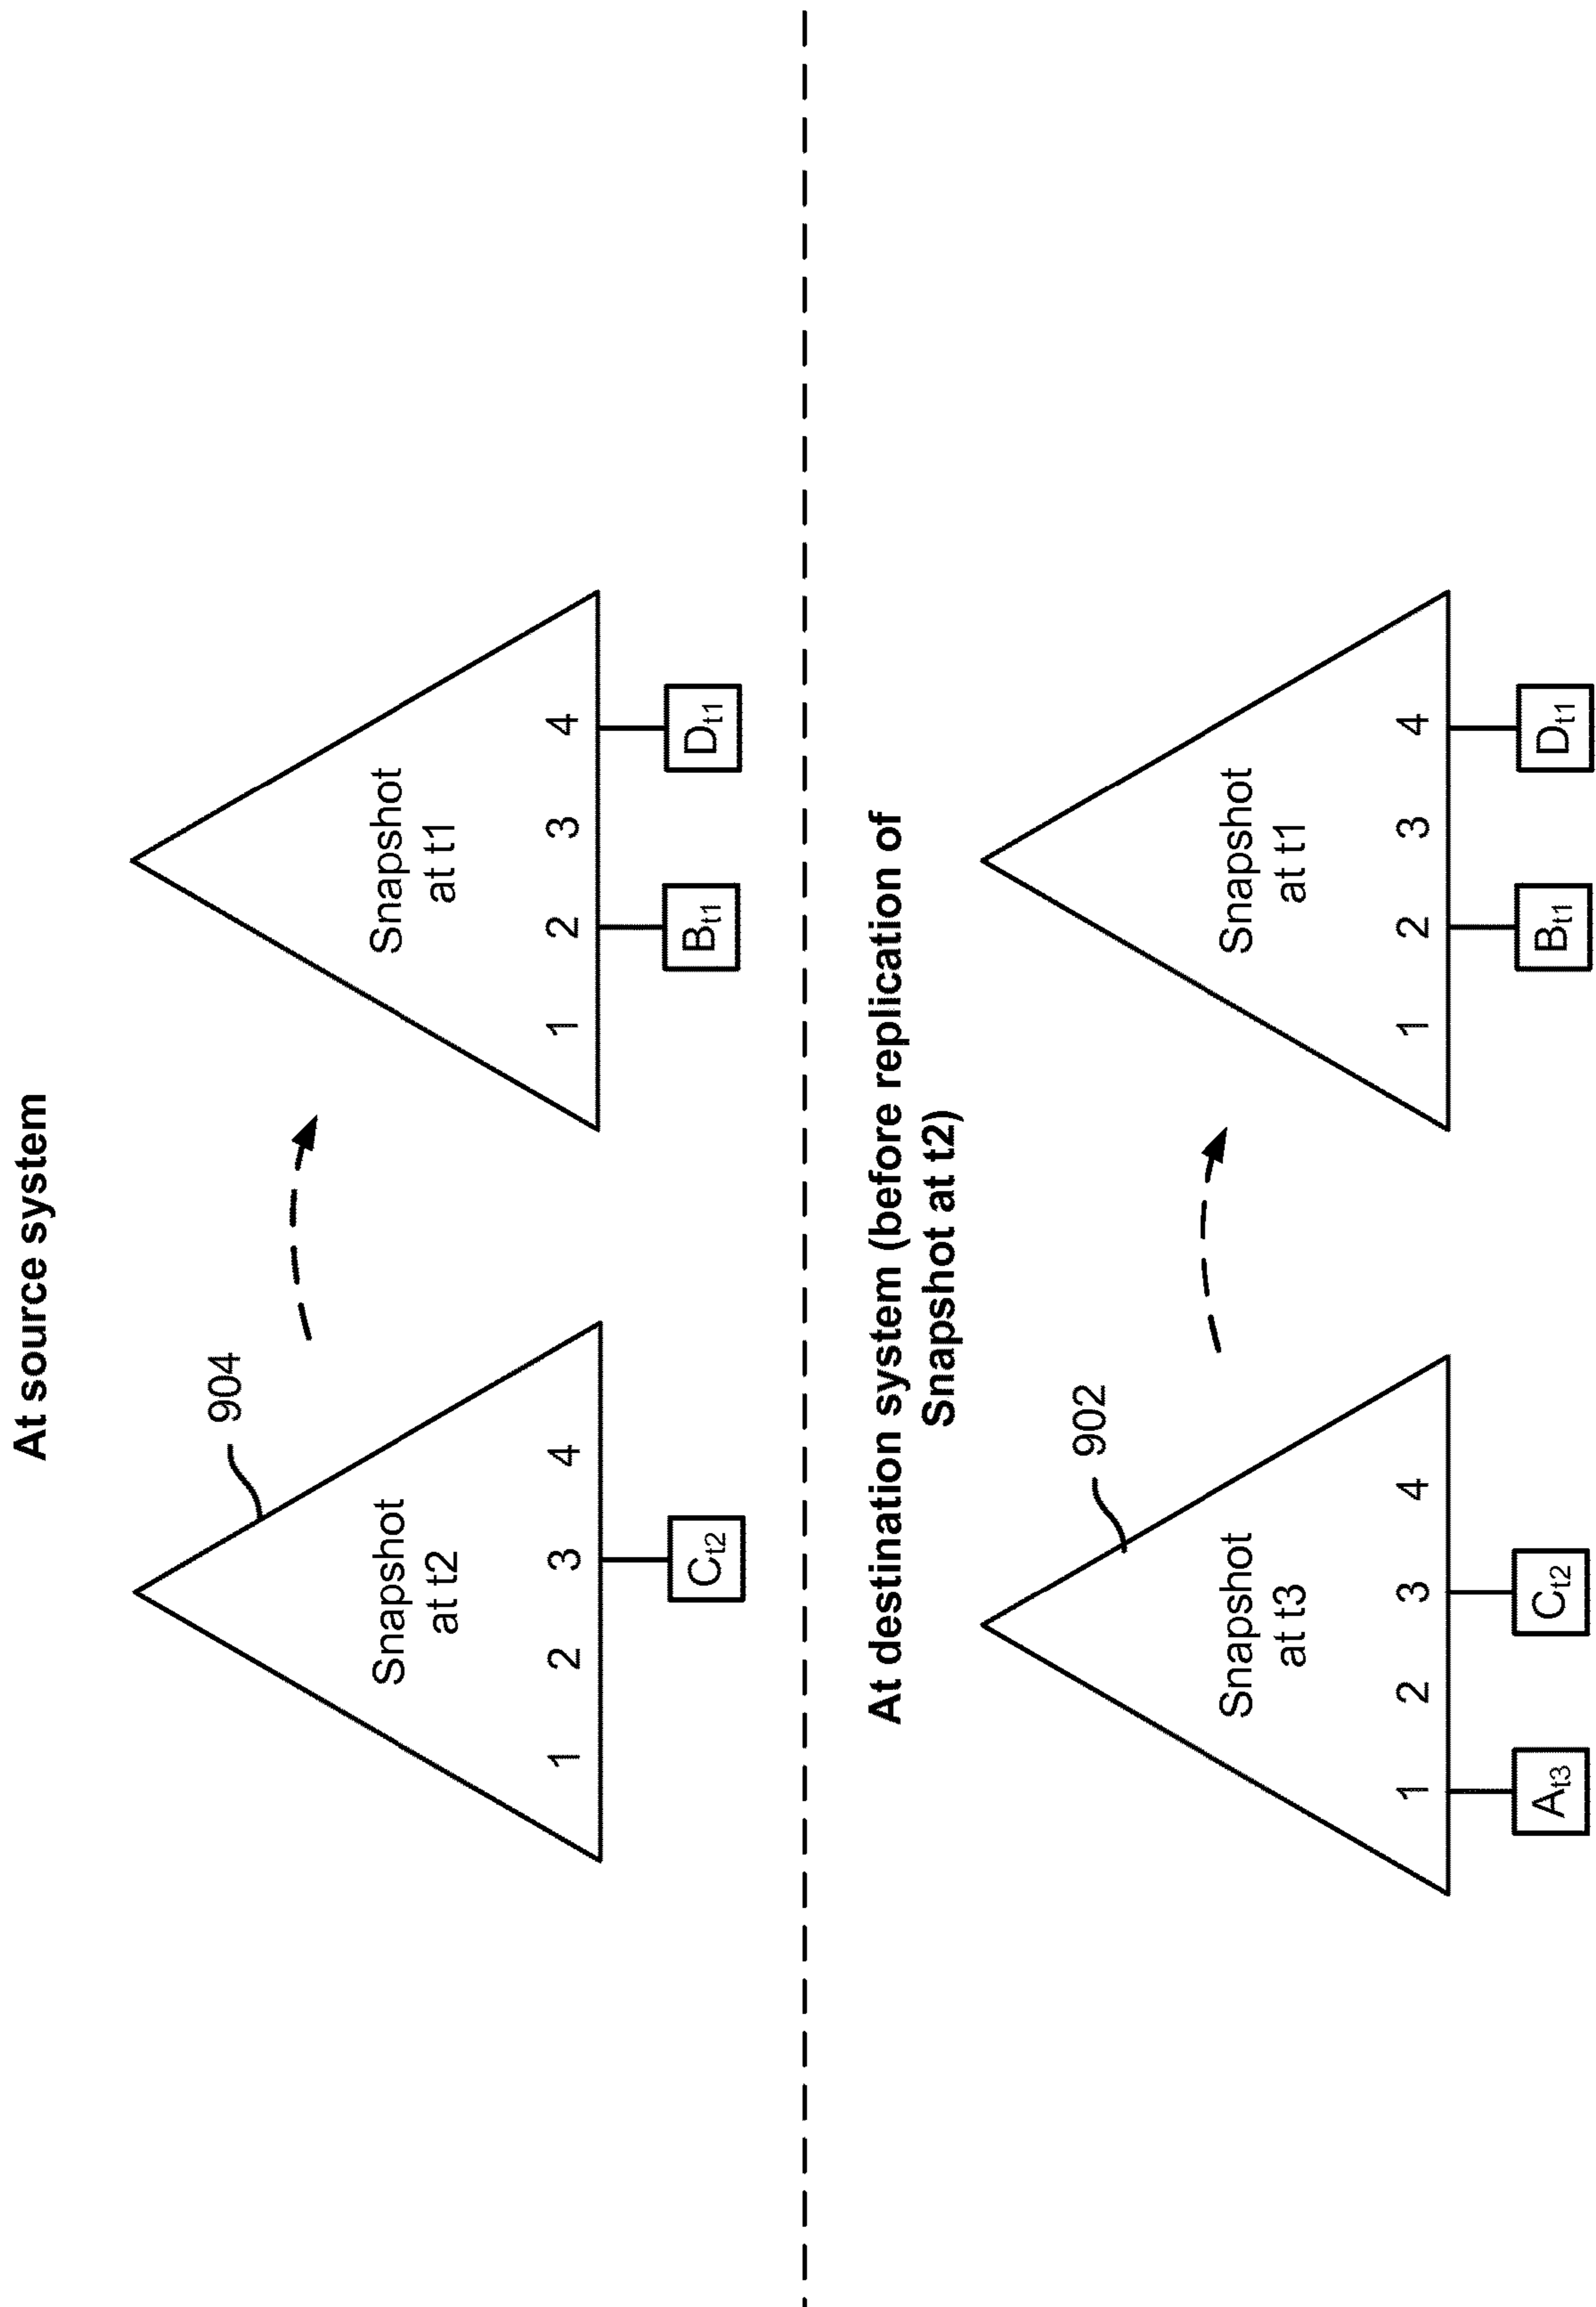 At source system
904
Snapshot
at t2
1 2 3 4
Ct2
Snapshot
at t1
1 2 3 4
Bt1 Dt1
At destination system (before replication of
Snapshot at t2)
902
Snapshot
at t3
1 2 3 4
At3 Ct2
Snapshot
at t1
1 2 3 4
Bt1 Dt1